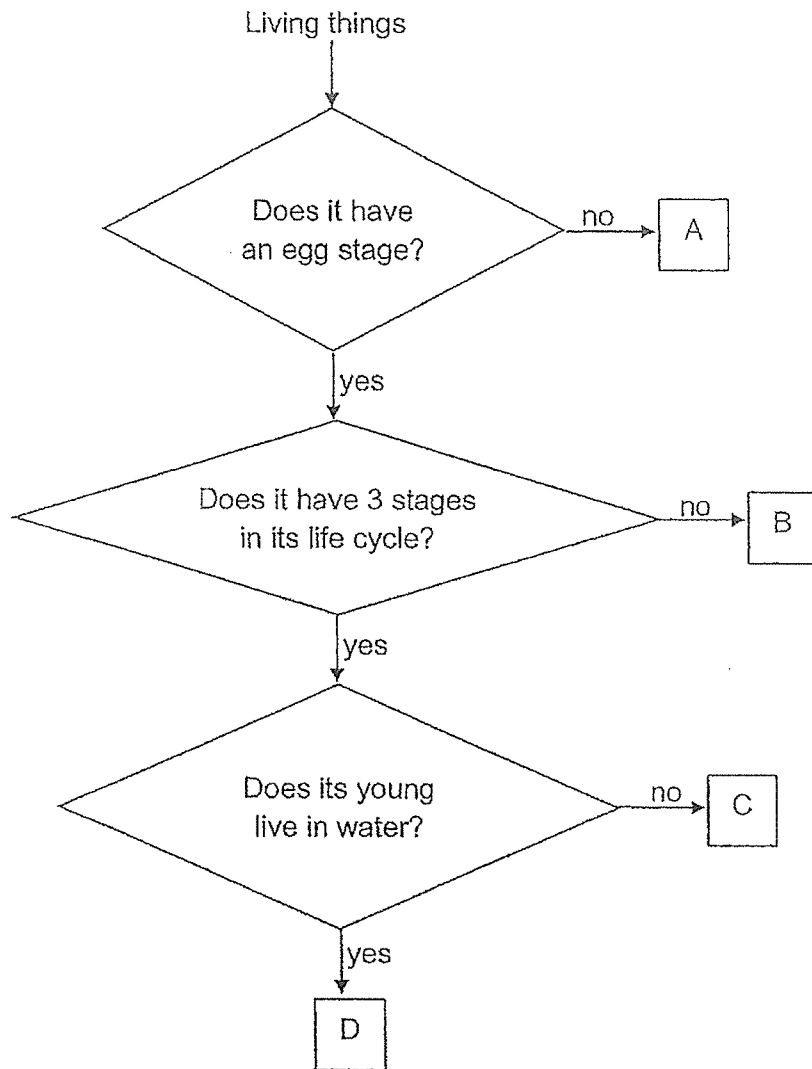 Living things
Does it have
an egg stage?
no
A
yes
Does it have 3 stages
in its life cycle?
no
B
yes
Does its young
live in water?
no
C
yes
D